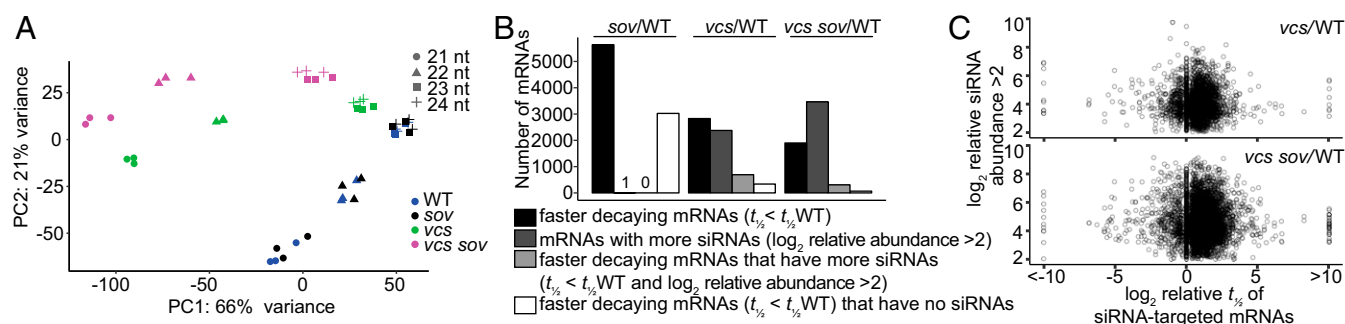 A
21 nt
22 nt
23 nt
24 nt
PC2: 21% variance
25
0
-25
-50
WT
sov
vcs
vcs sov
-100
-50
0
50
PC1: 66% variance
B
sov/WT
vcs/WT
vcs sov/WT
Number of mRNAs
5000
4000
3000
2000
1000
0
1
0
faster decaying mRNAs (t½< t½WT)
mRNAs with more siRNAs (log2 relative abundance >2)
faster decaying mRNAs that have more siRNAs
(t½ < t½WT and log2 relative abundance >2)
faster decaying mRNAs (t½ < t½WT) that have no siRNAs
C
vcs/WT
log2 relative siRNA
abundance >2
10
8
6
4
2
vcs sov/WT
10
8
6
4
2
<-10
-5
0
5
>10
log2 relative t½ of
siRNA-targeted mRNAs